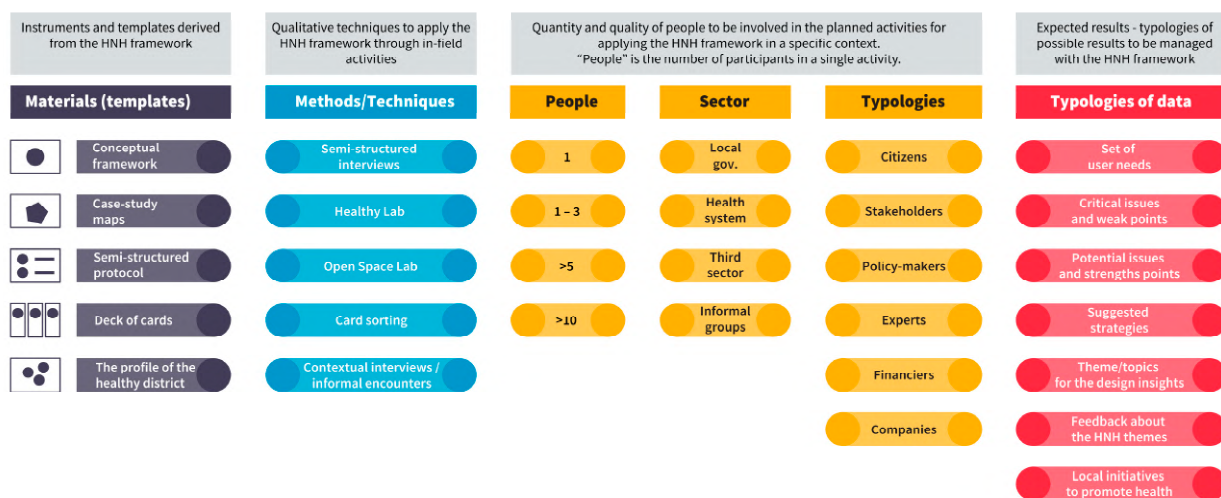 Instruments and templates derived
from the HNH framework
Qualitative techniques to apply the
HNH framework through in-field
activities
Quantity and quality of people to be involved in the planned activities for
applying the HNH framework in a specific context.
“People” is the number of participants in a single activity.
Expected results - typologies of
possible results to be managed
with the HNH framework
Materials (templates)
Methods/Techniques
People
Sector
Typologies
Typologies of data
Conceptual
framework
Semi-structured
interviews
1
Local
gov.
Citizens
Set of
user needs
Case-study
maps
Healthy Lab
1 – 3
Health
system
Stakeholders
Critical issues
and weak points
Semi-structured
protocol
Open Space Lab
>5
Third
sector
Policy-makers
Potential issues
and strengths points
Deck of cards
Card sorting
>10
Informal
groups
Experts
Suggested
strategies
The profile of the
healthy district
Contextual interviews /
informal encounters
Financiers
Theme/topics
for the design insights
Companies
Feedback about
the HNH themes
Local initiatives
to promote health